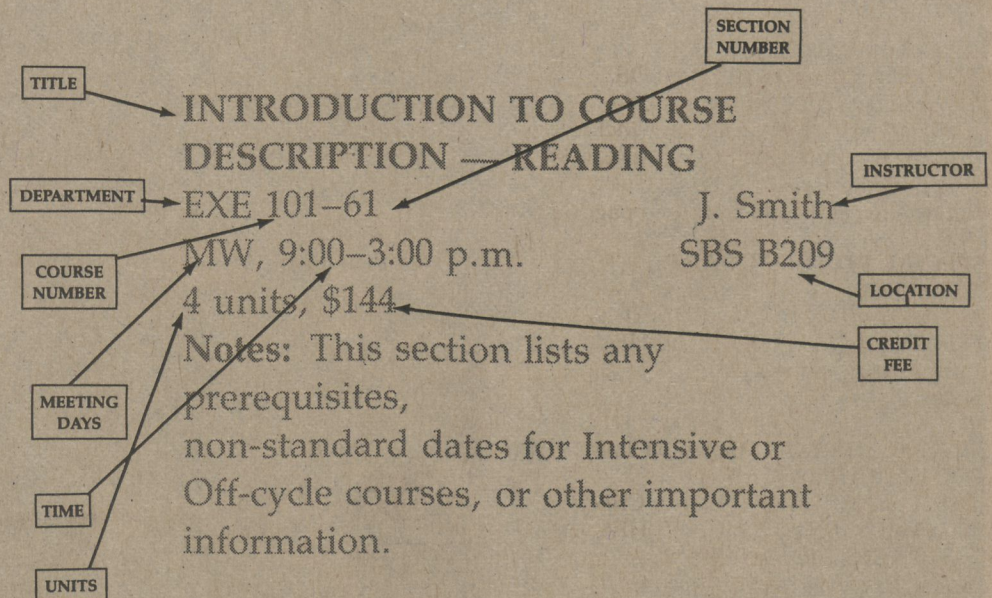 SECTION
NUMBER
TITLE
INTRODUCTION TO COURSE
DESCRIPTION — READING
INSTRUCTOR
DEPARTMENT
EXE 101–61
J. Smith
MW, 9:00–3:00 p.m.
SBS B209
COURSE
NUMBER
LOCATION
4 units, $144
CREDIT
FEE
Notes: This section lists any
prerequisites,
MEETING
DAYS
non-standard dates for Intensive or
Off-cycle courses, or other important
TIME
information.
UNITS